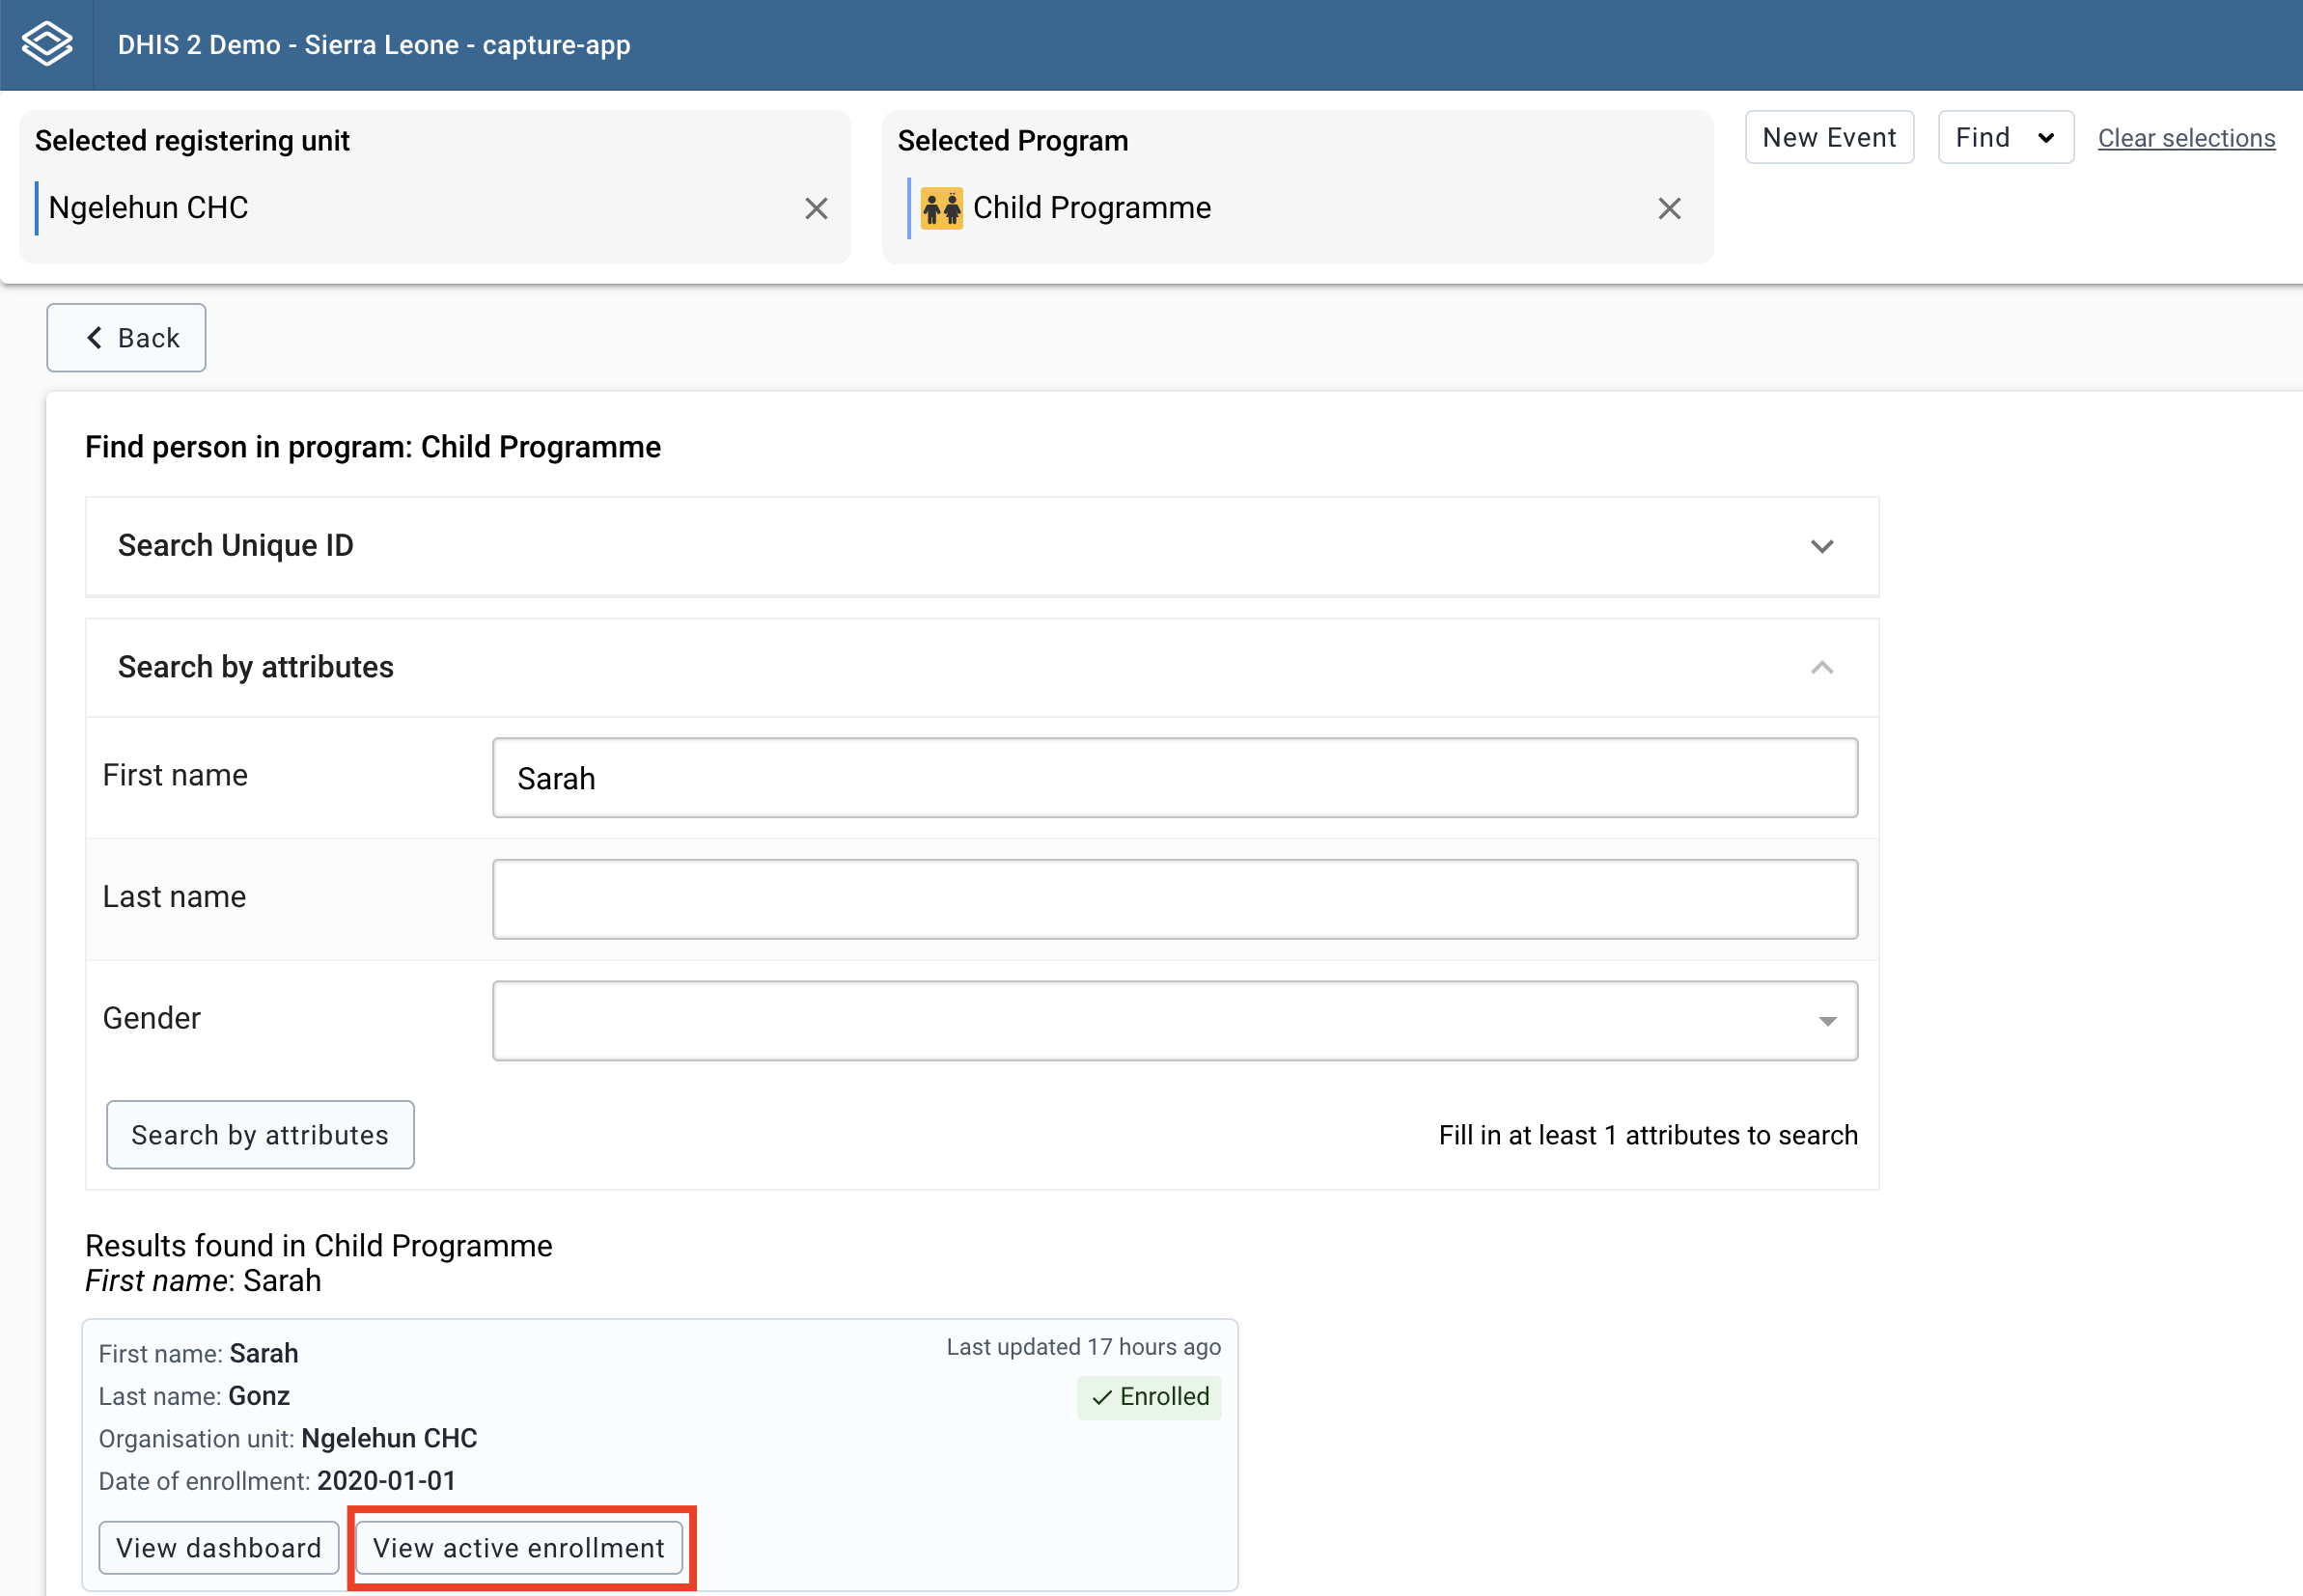 DHIS 2 Demo - Sierra Leone - capture-app
Selected registering unit
Ngelehun CHC
Selected Program
Child Programme
New Event
Find
Clear selections
Back
Find person in program: Child Programme
Search Unique ID
Search by attributes
First name
Sarah
Last name
Gender
Search by attributes
Fill in at least 1 attributes to search
Results found in Child Programme
First name: Sarah
First name: Sarah
Last updated 17 hours ago
Last name: Gonz
Enrolled
Organisation unit: Ngelehun CHC
Date of enrollment: 2020-01-01
View dashboard
View active enrollment